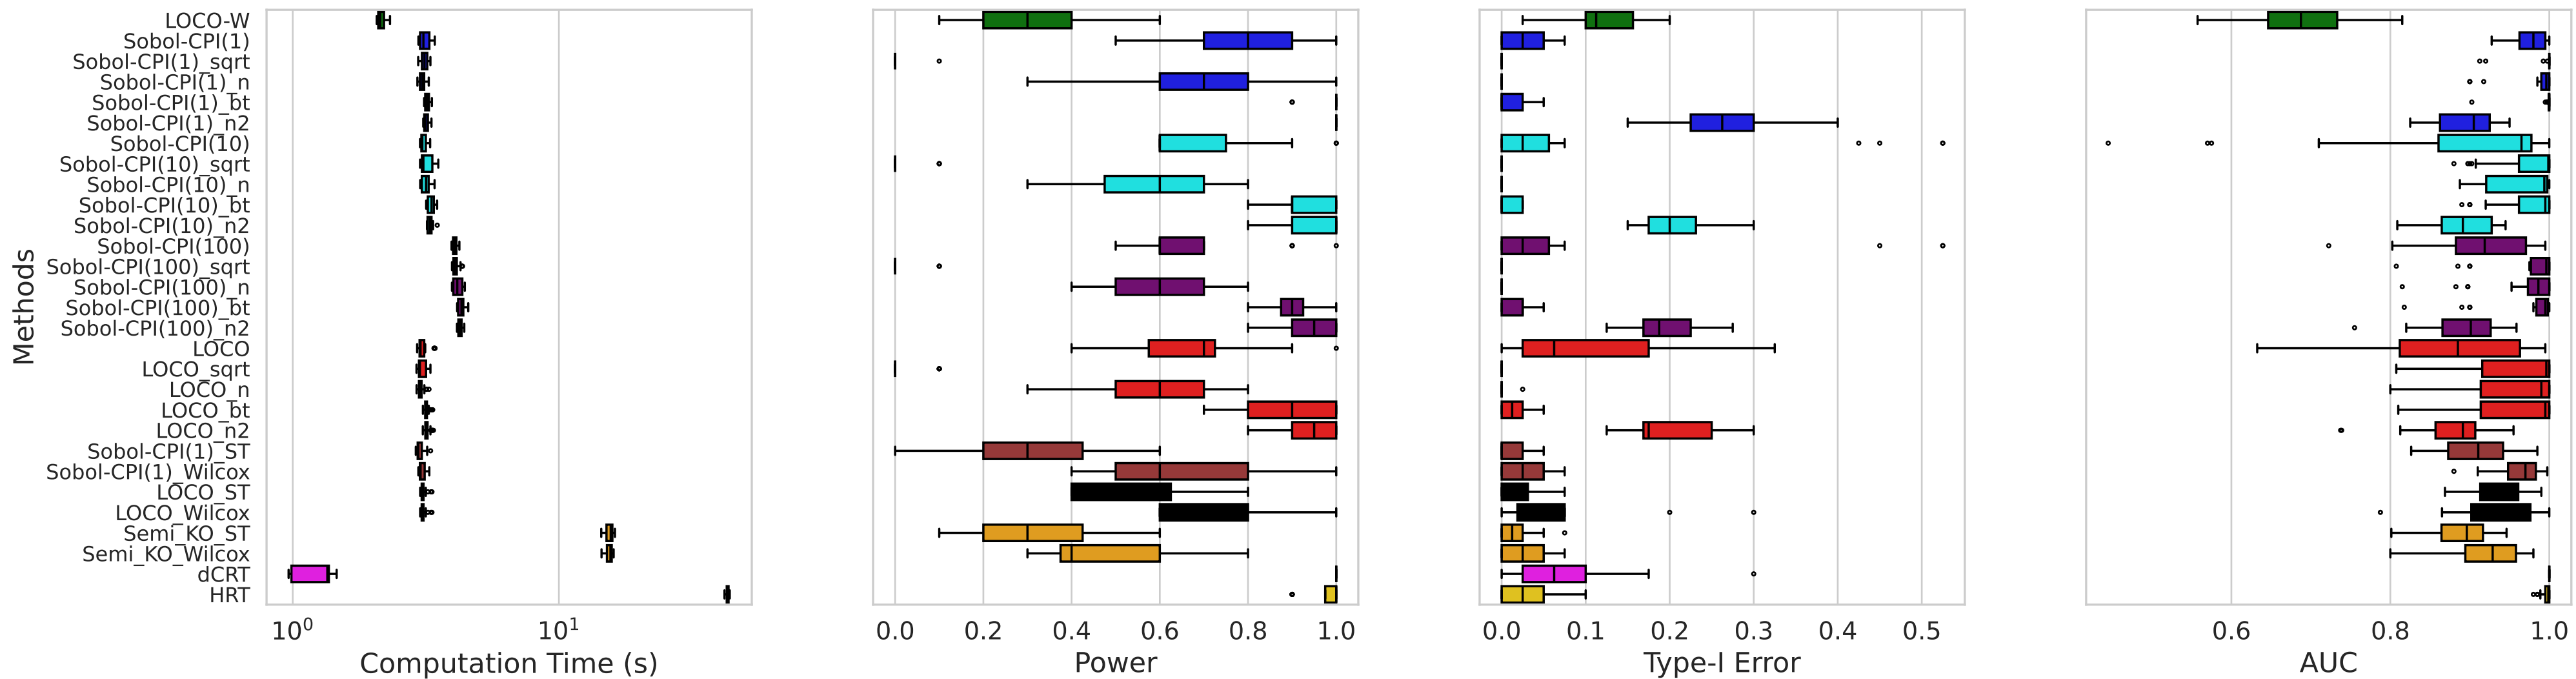 Methods
LOCO-W
Sobol-CPI(1)
Sobol-CPI(1)_sqrt
Sobol-CPI(1)_n
Sobol-CPI(1)_bt
Sobol-CPI(1)_n2
Sobol-CPI(10)
Sobol-CPI(10)_sqrt
Sobol-CPI(10)_n
Sobol-CPI(10)_bt
Sobol-CPI(10)_n2
Sobol-CPI(100)
Sobol-CPI(100)_sqrt
Sobol-CPI(100)_n
Sobol-CPI(100)_bt
Sobol-CPI(100)_n2
LOCO
LOCO_sqrt
LOCO_n
LOCO_bt
LOCO_n2
Sobol-CPI(1)_ST
Sobol-CPI(1)_Wilcox
LOCO_ST
LOCO_Wilcox
Semi_KO_ST
Semi_KO_Wilcox
dCRT
HRT
10⁰ 10¹
Computation Time (s)
0.0 0.2 0.4 0.6 0.8 1.0
Power
0.0 0.1 0.2 0.3 0.4 0.5
Type-I Error
0.6 0.8 1.0
AUC